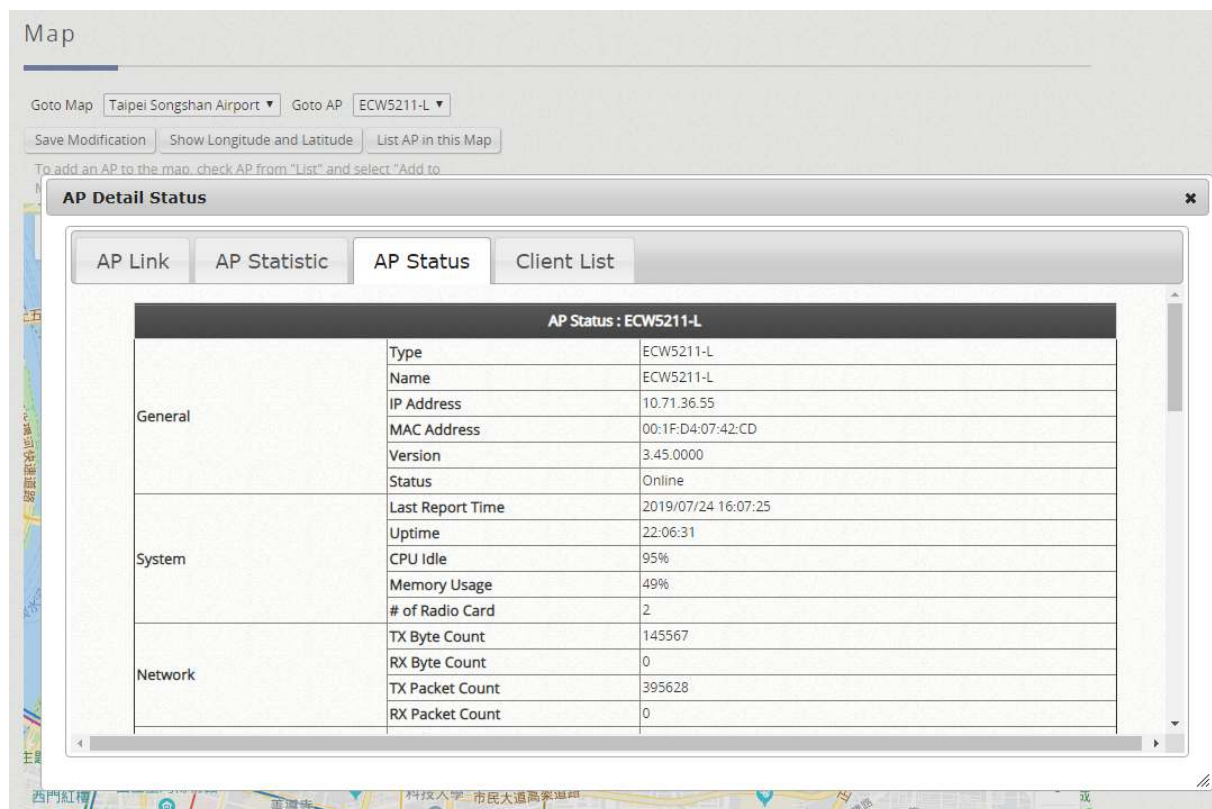 Map
Goto Map Taipei Songshan Airport ▼ Goto AP ECW5211-L ▼
Save Modification Show Longitude and Latitude List AP in this Map
To add an AP to the map, check AP from "List" and select "Add to
AP Detail Status ×
AP Link AP Statistic AP Status Client List
AP Status : ECW5211-L
General
Type ECW5211-L
Name ECW5211-L
IP Address 10.71.36.55
MAC Address 00:1F:D4:07:42:CD
Version 3.45.0000
Status Online
System
Last Report Time 2019/07/24 16:07:25
Uptime 22:06:31
CPU Idle 95%
Memory Usage 49%
# of Radio Card 2
Network
TX Byte Count 145567
RX Byte Count 0
TX Packet Count 395628
RX Packet Count 0
西門紅樓
市民大道高架道路